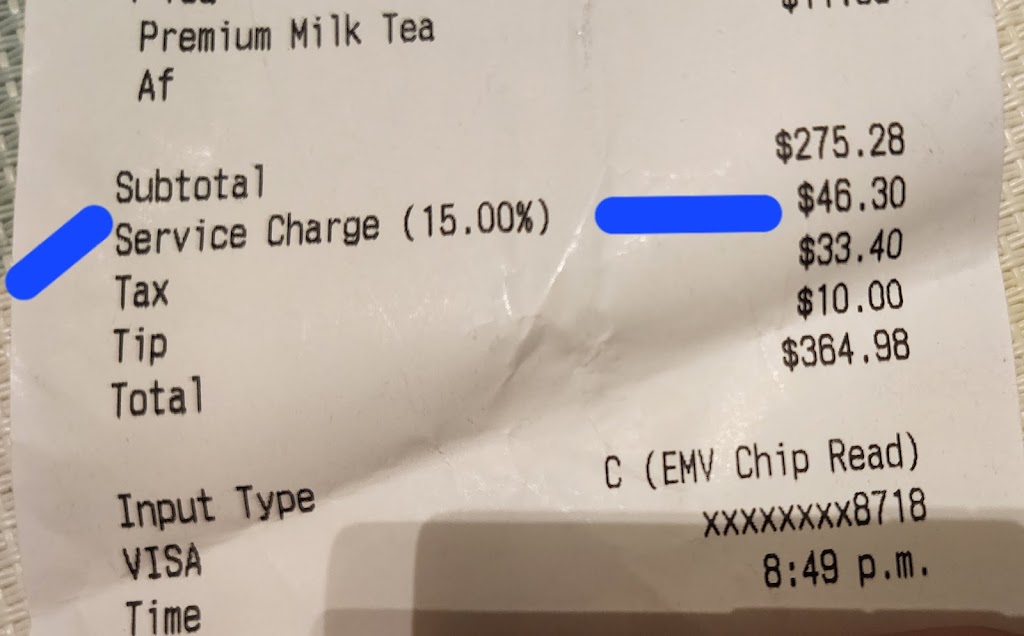 Premium Milk Tea
Af
Subtotal $275.28
Service Charge (15.00%) $46.30
Tax $33.40
Tip $10.00
Total $364.98
Input Type C (EMV Chip Read)
VISA xxxxxxxx8718
Time 8:49 p.m.